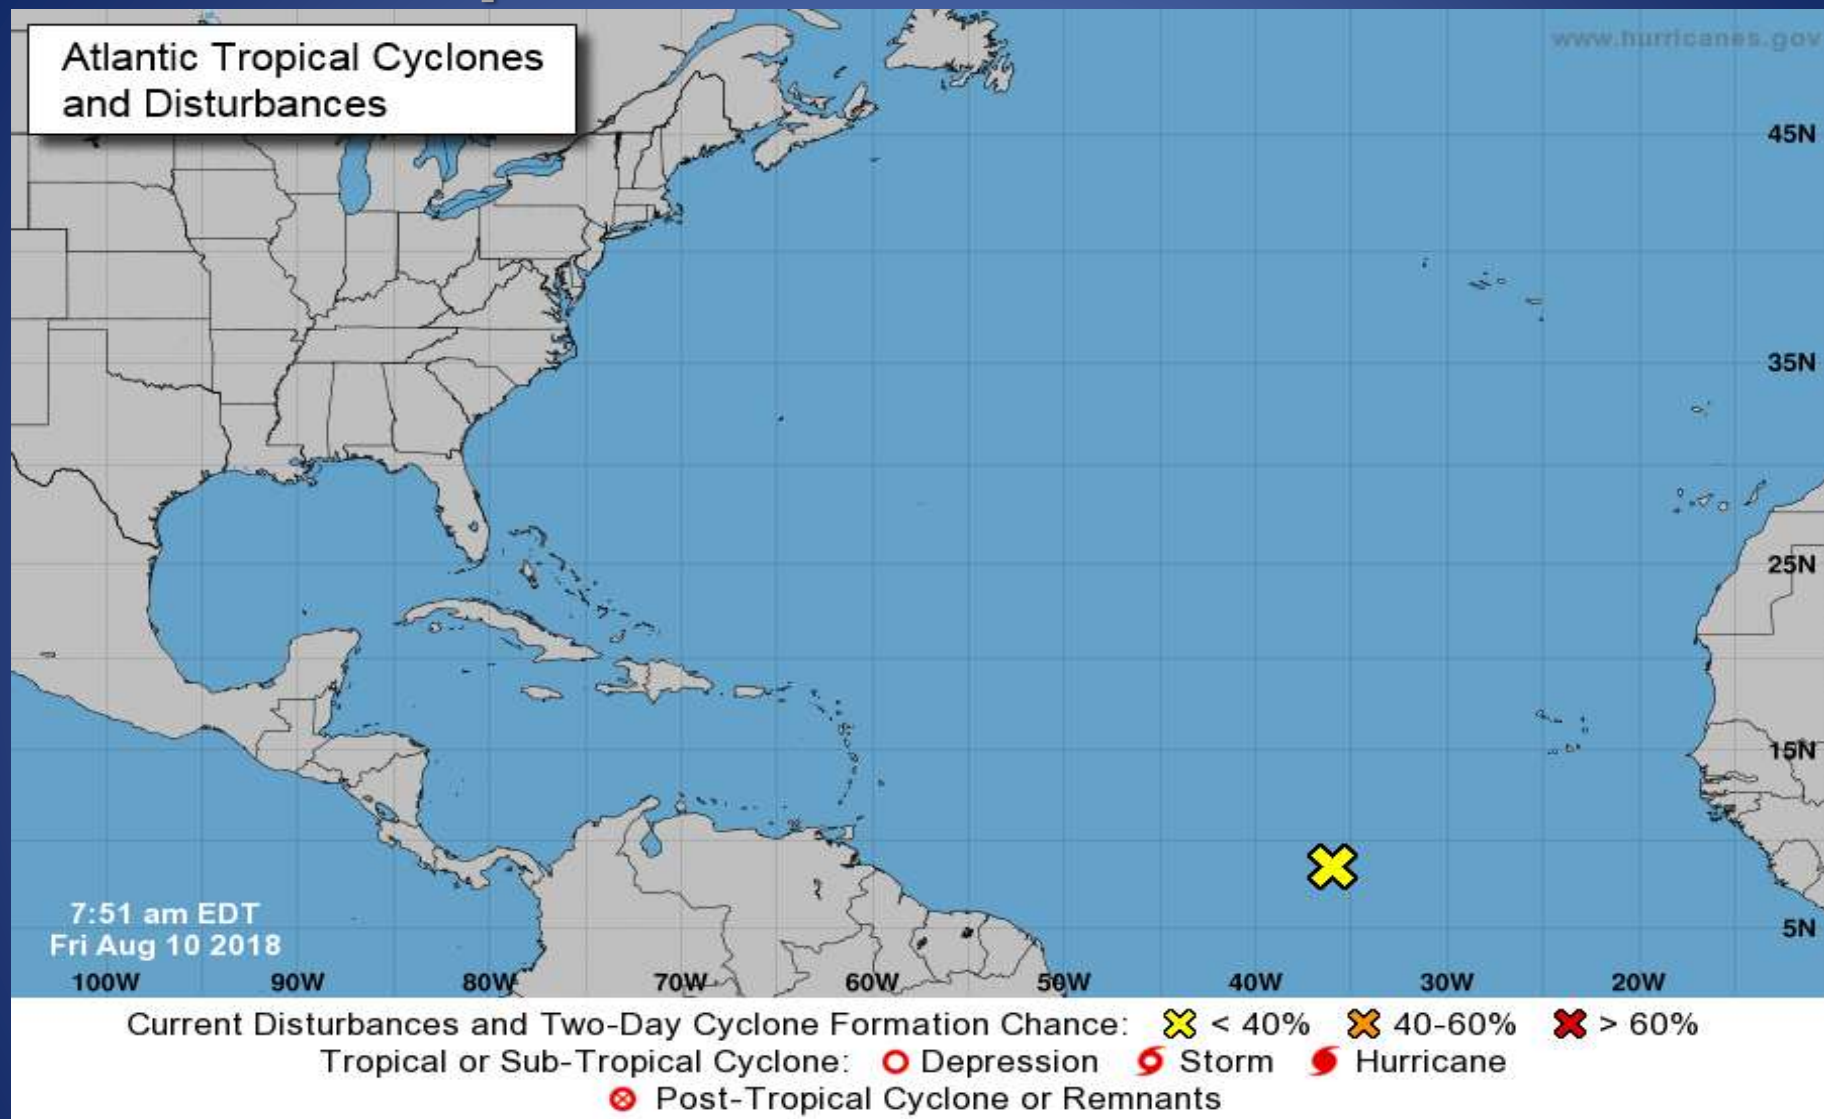 www.hurricanes.gov
Atlantic Tropical Cyclones
and Disturbances
45N
35N
25N
15N
5N
7:51 am EDT
Fri Aug 10 2018
100W 90W 80W 70W 60W 50W 40W 30W 20W
Current Disturbances and Two-Day Cyclone Formation Chance: < 40% 40-60% > 60%
Tropical or Sub-Tropical Cyclone: Depression Storm Hurricane
Post-Tropical Cyclone or Remnants